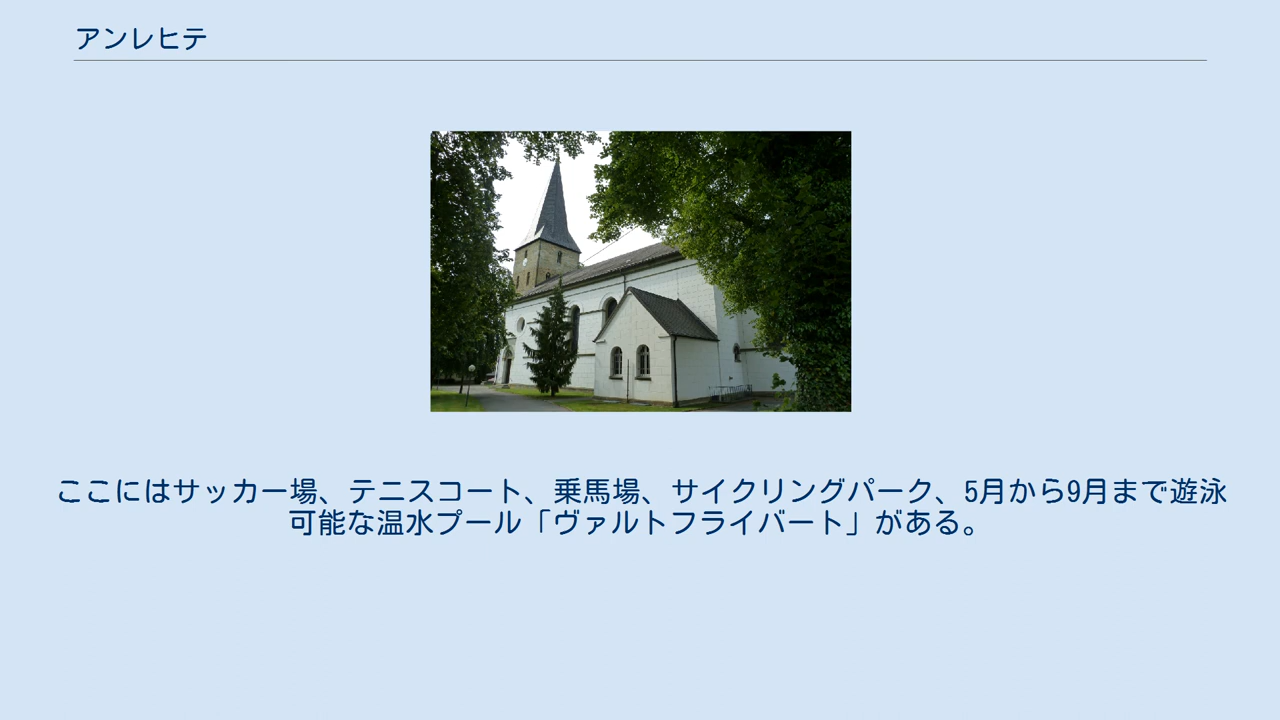 アンレヒテ
ここにはサッカー場、テニスコート、乗馬場、サイクリングパーク、5月から9月まで遊泳
可能な温水プール「ヴァルトフライバート」がある。